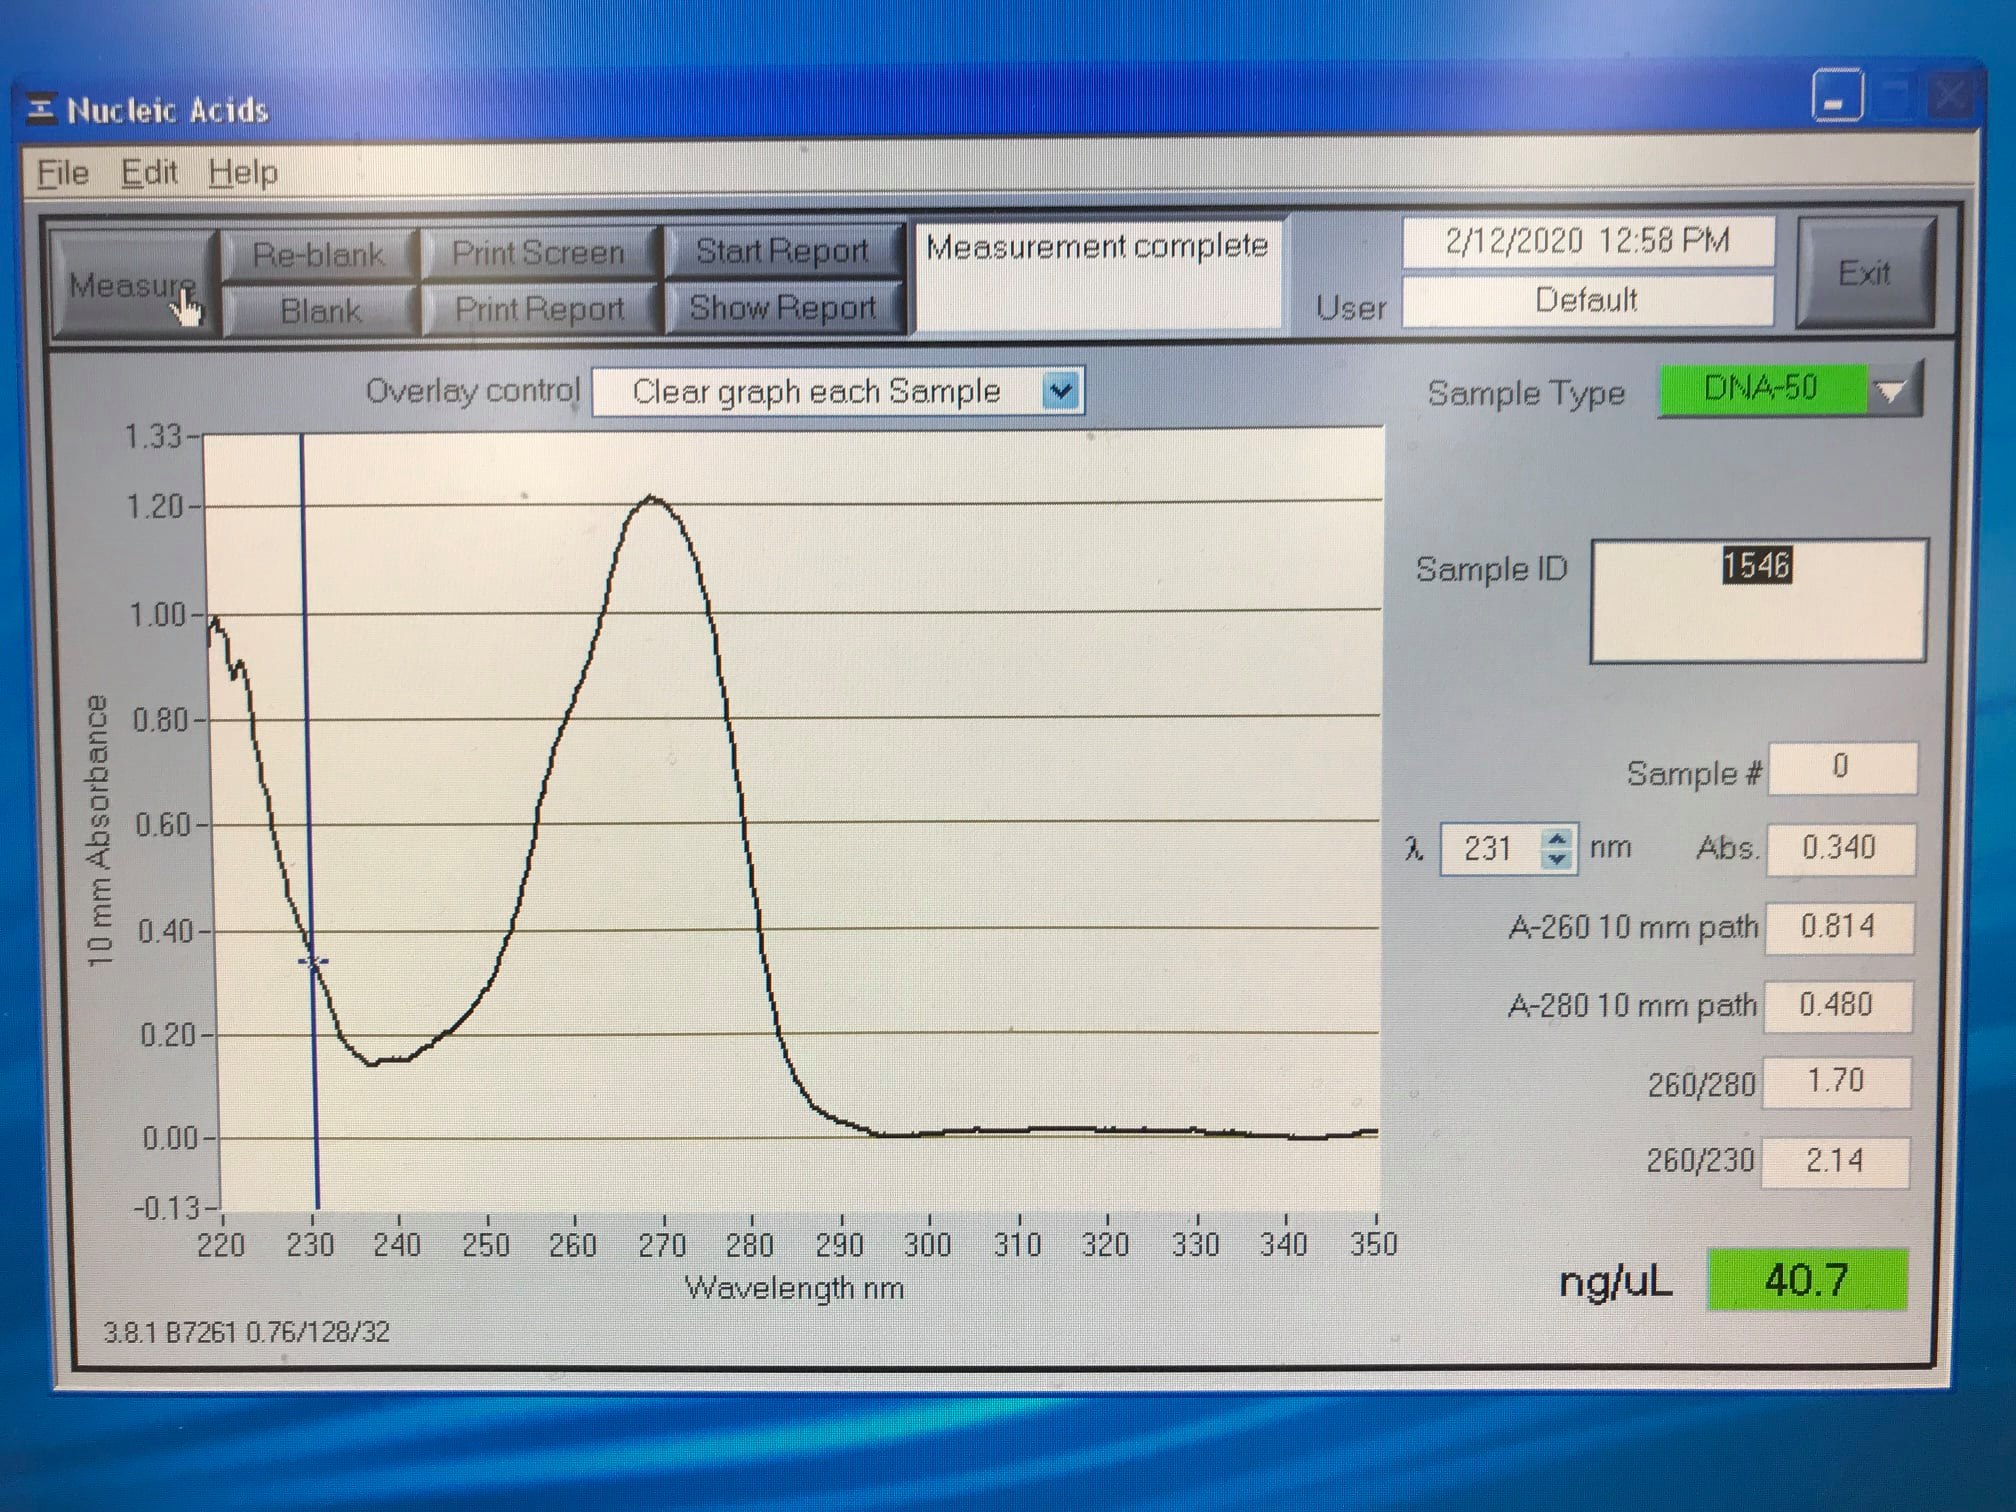 Nucleic Acids
File Edit Help
Measure
Re-blank
Blank
Print Screen
Print Report
Start Report
Show Report
Measurement complete
2/12/2020 12:58 PM
User Default
Exit
Overlay control Clear graph each Sample
Sample Type DNA-50
Sample ID 1546
Sample # 0
λ 231 nm Abs. 0.340
A-260 10 mm path 0.814
A-280 10 mm path 0.480
260/280 1.70
260/230 2.14
ng/uL 40.7
10 mm Absorbance
1.33
1.20
1.00
0.80
0.60
0.40
0.20
0.00
-0.13
220 230 240 250 260 270 280 290 300 310 320 330 340 350
Wavelength nm
3.8.1 B7261 0.76/128/32